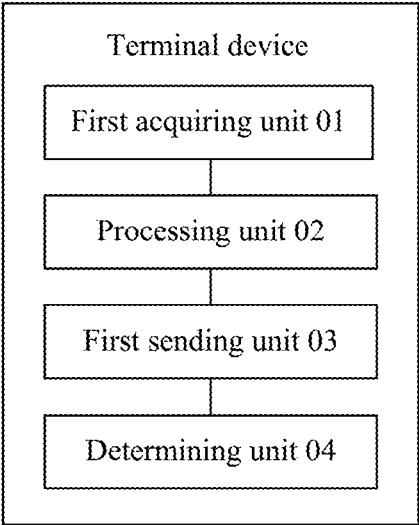 Terminal device
First acquiring unit 01
Processing unit 02
First sending unit 03
Determining unit 04